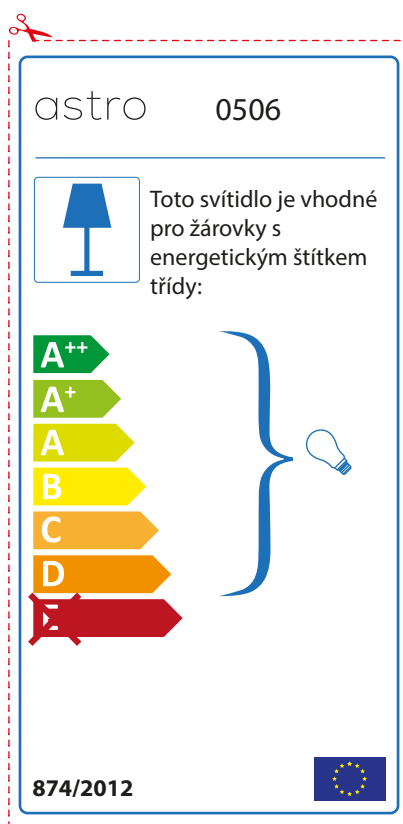 astro 0506
Toto svítidlo je vhodné
pro žárovky s
energetickým štítkem
třídy:
A++
A+
A
B
C
D
E
874/2012